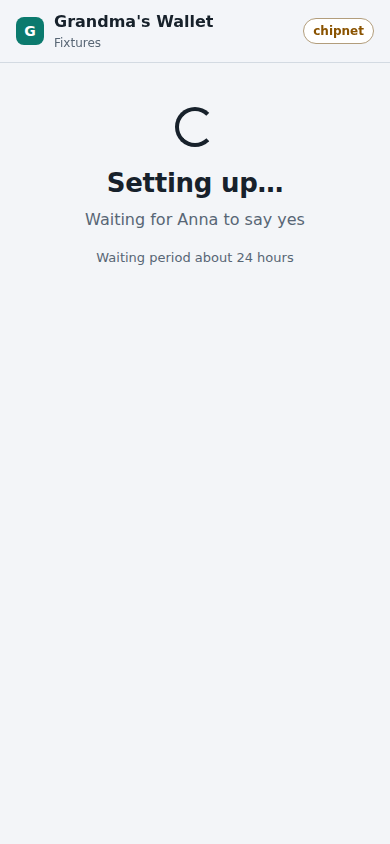 G
Grandma's Wallet
Fixtures
chipnet
Setting up…
Waiting for Anna to say yes
Waiting period about 24 hours